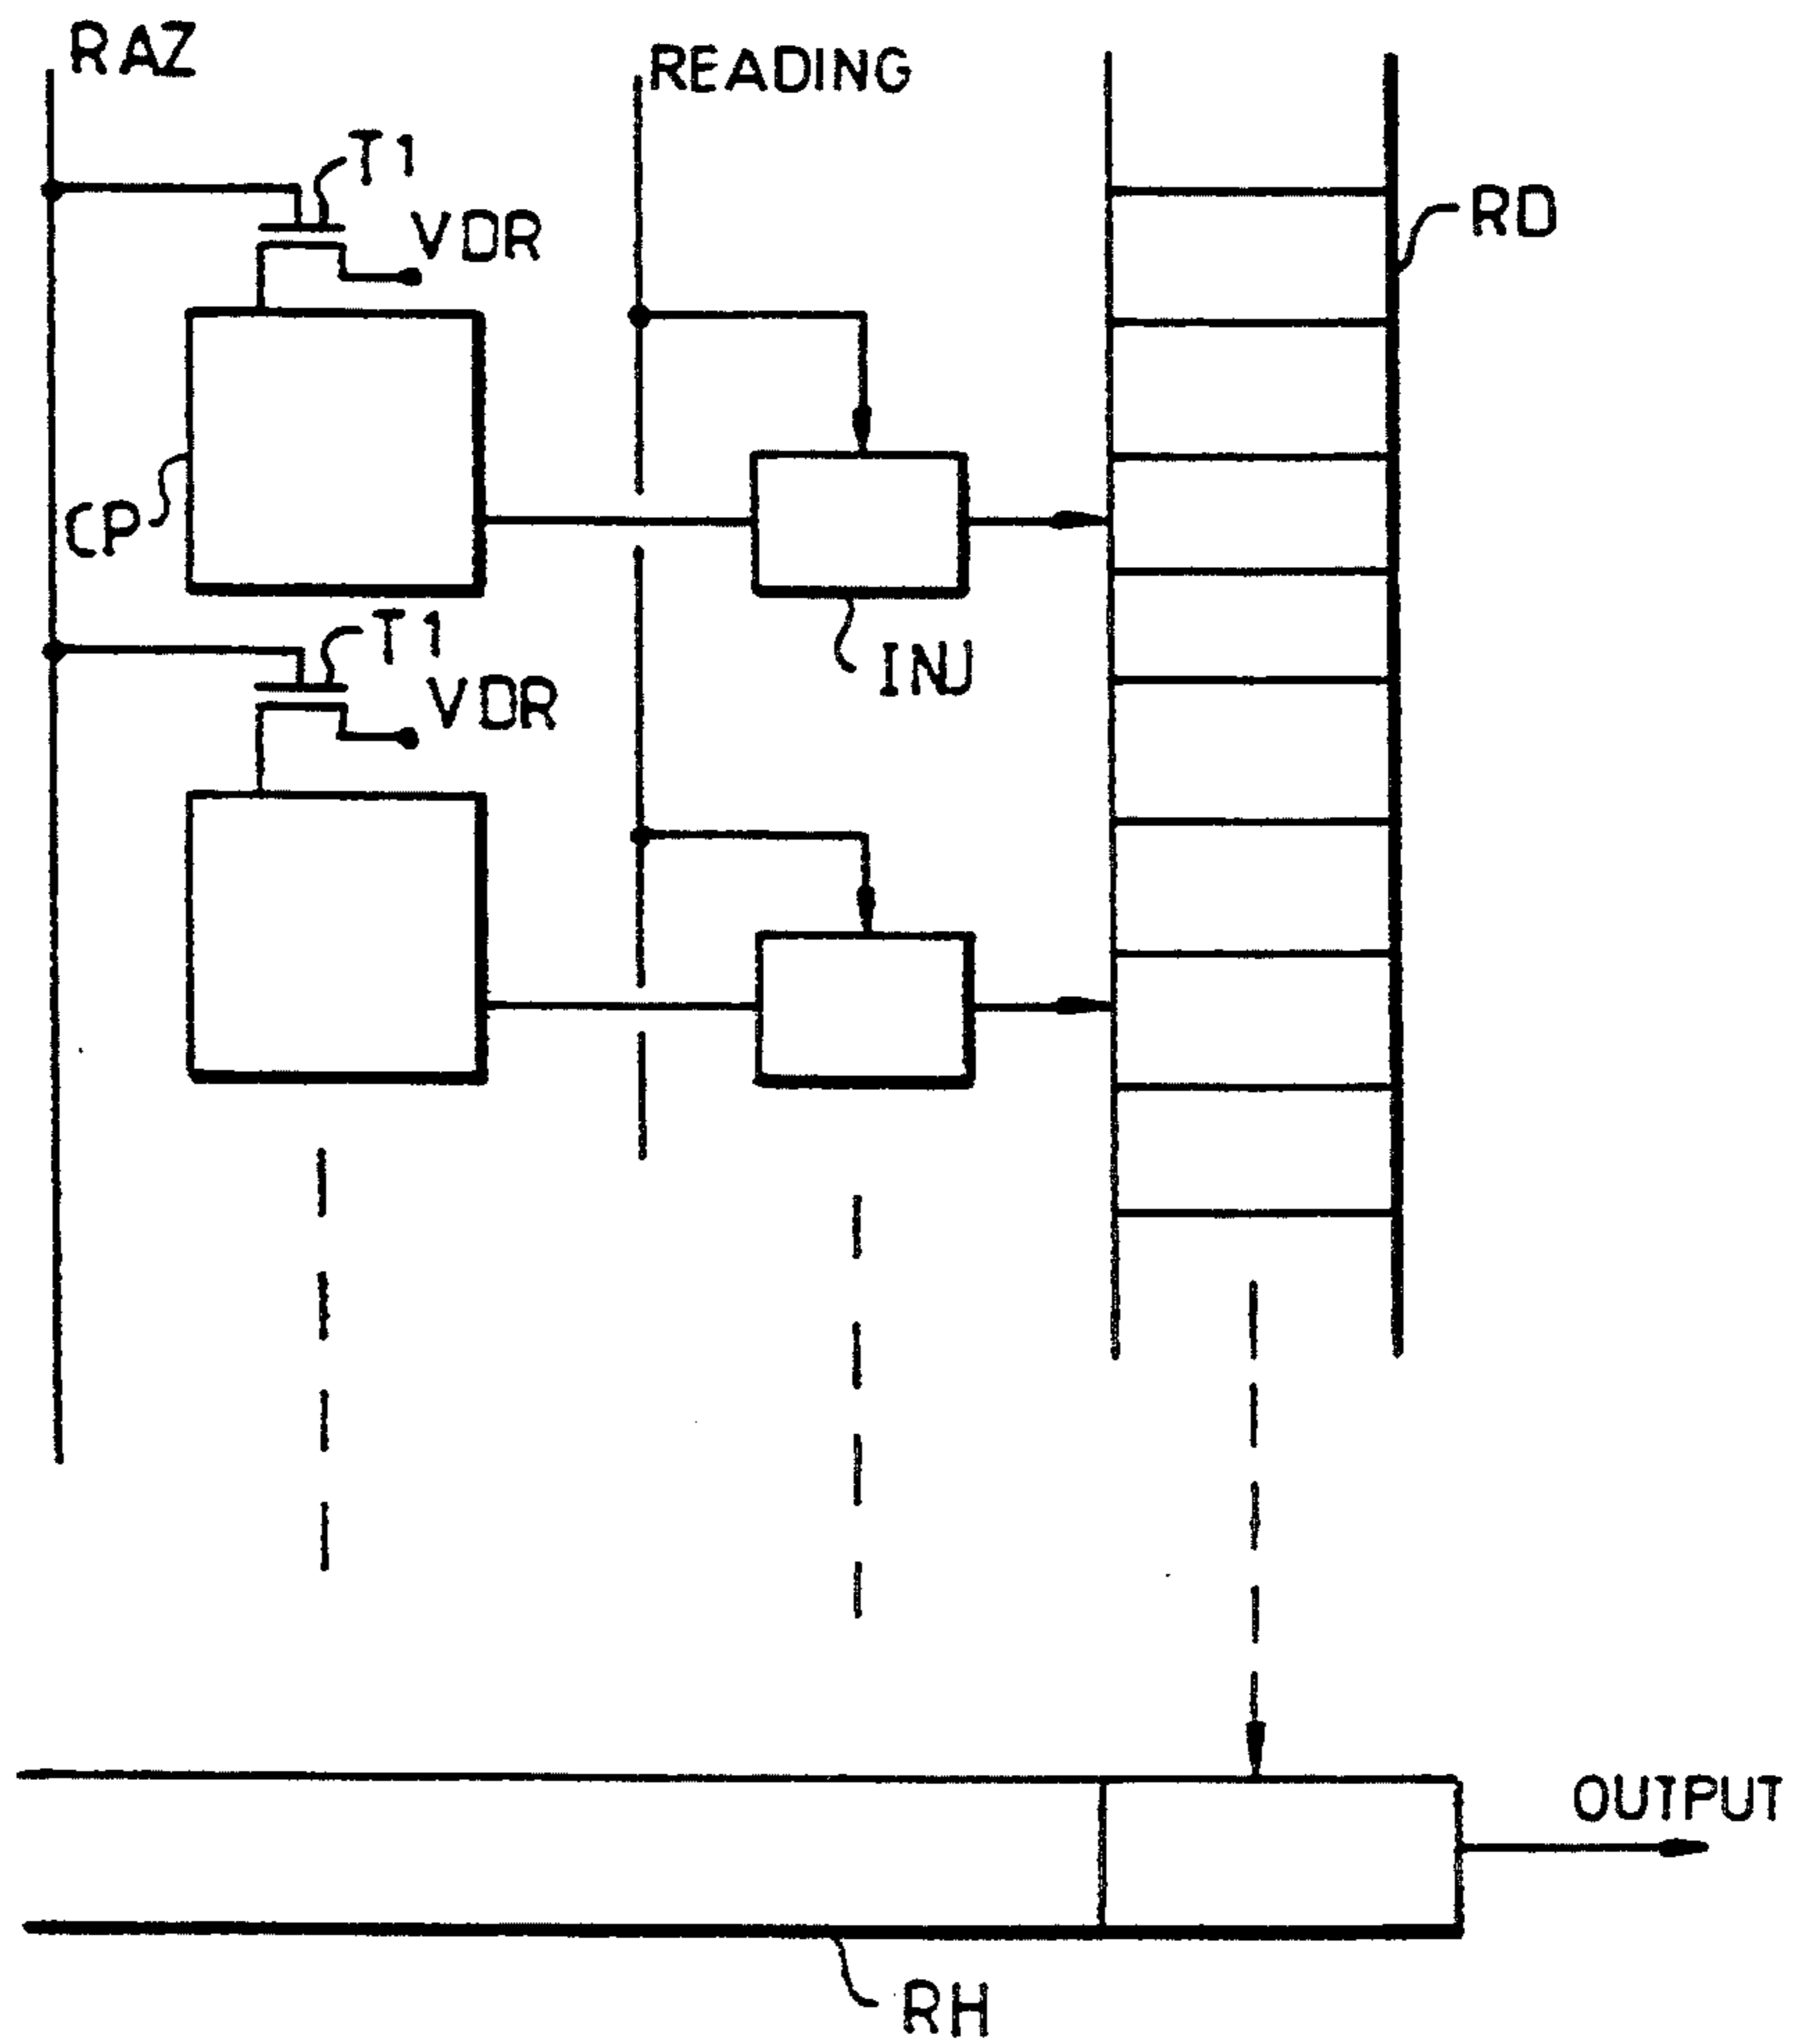 RAZ
READING
T1
VDR
RD
CP
INJ
T1
VDR
OUTPUT
RH